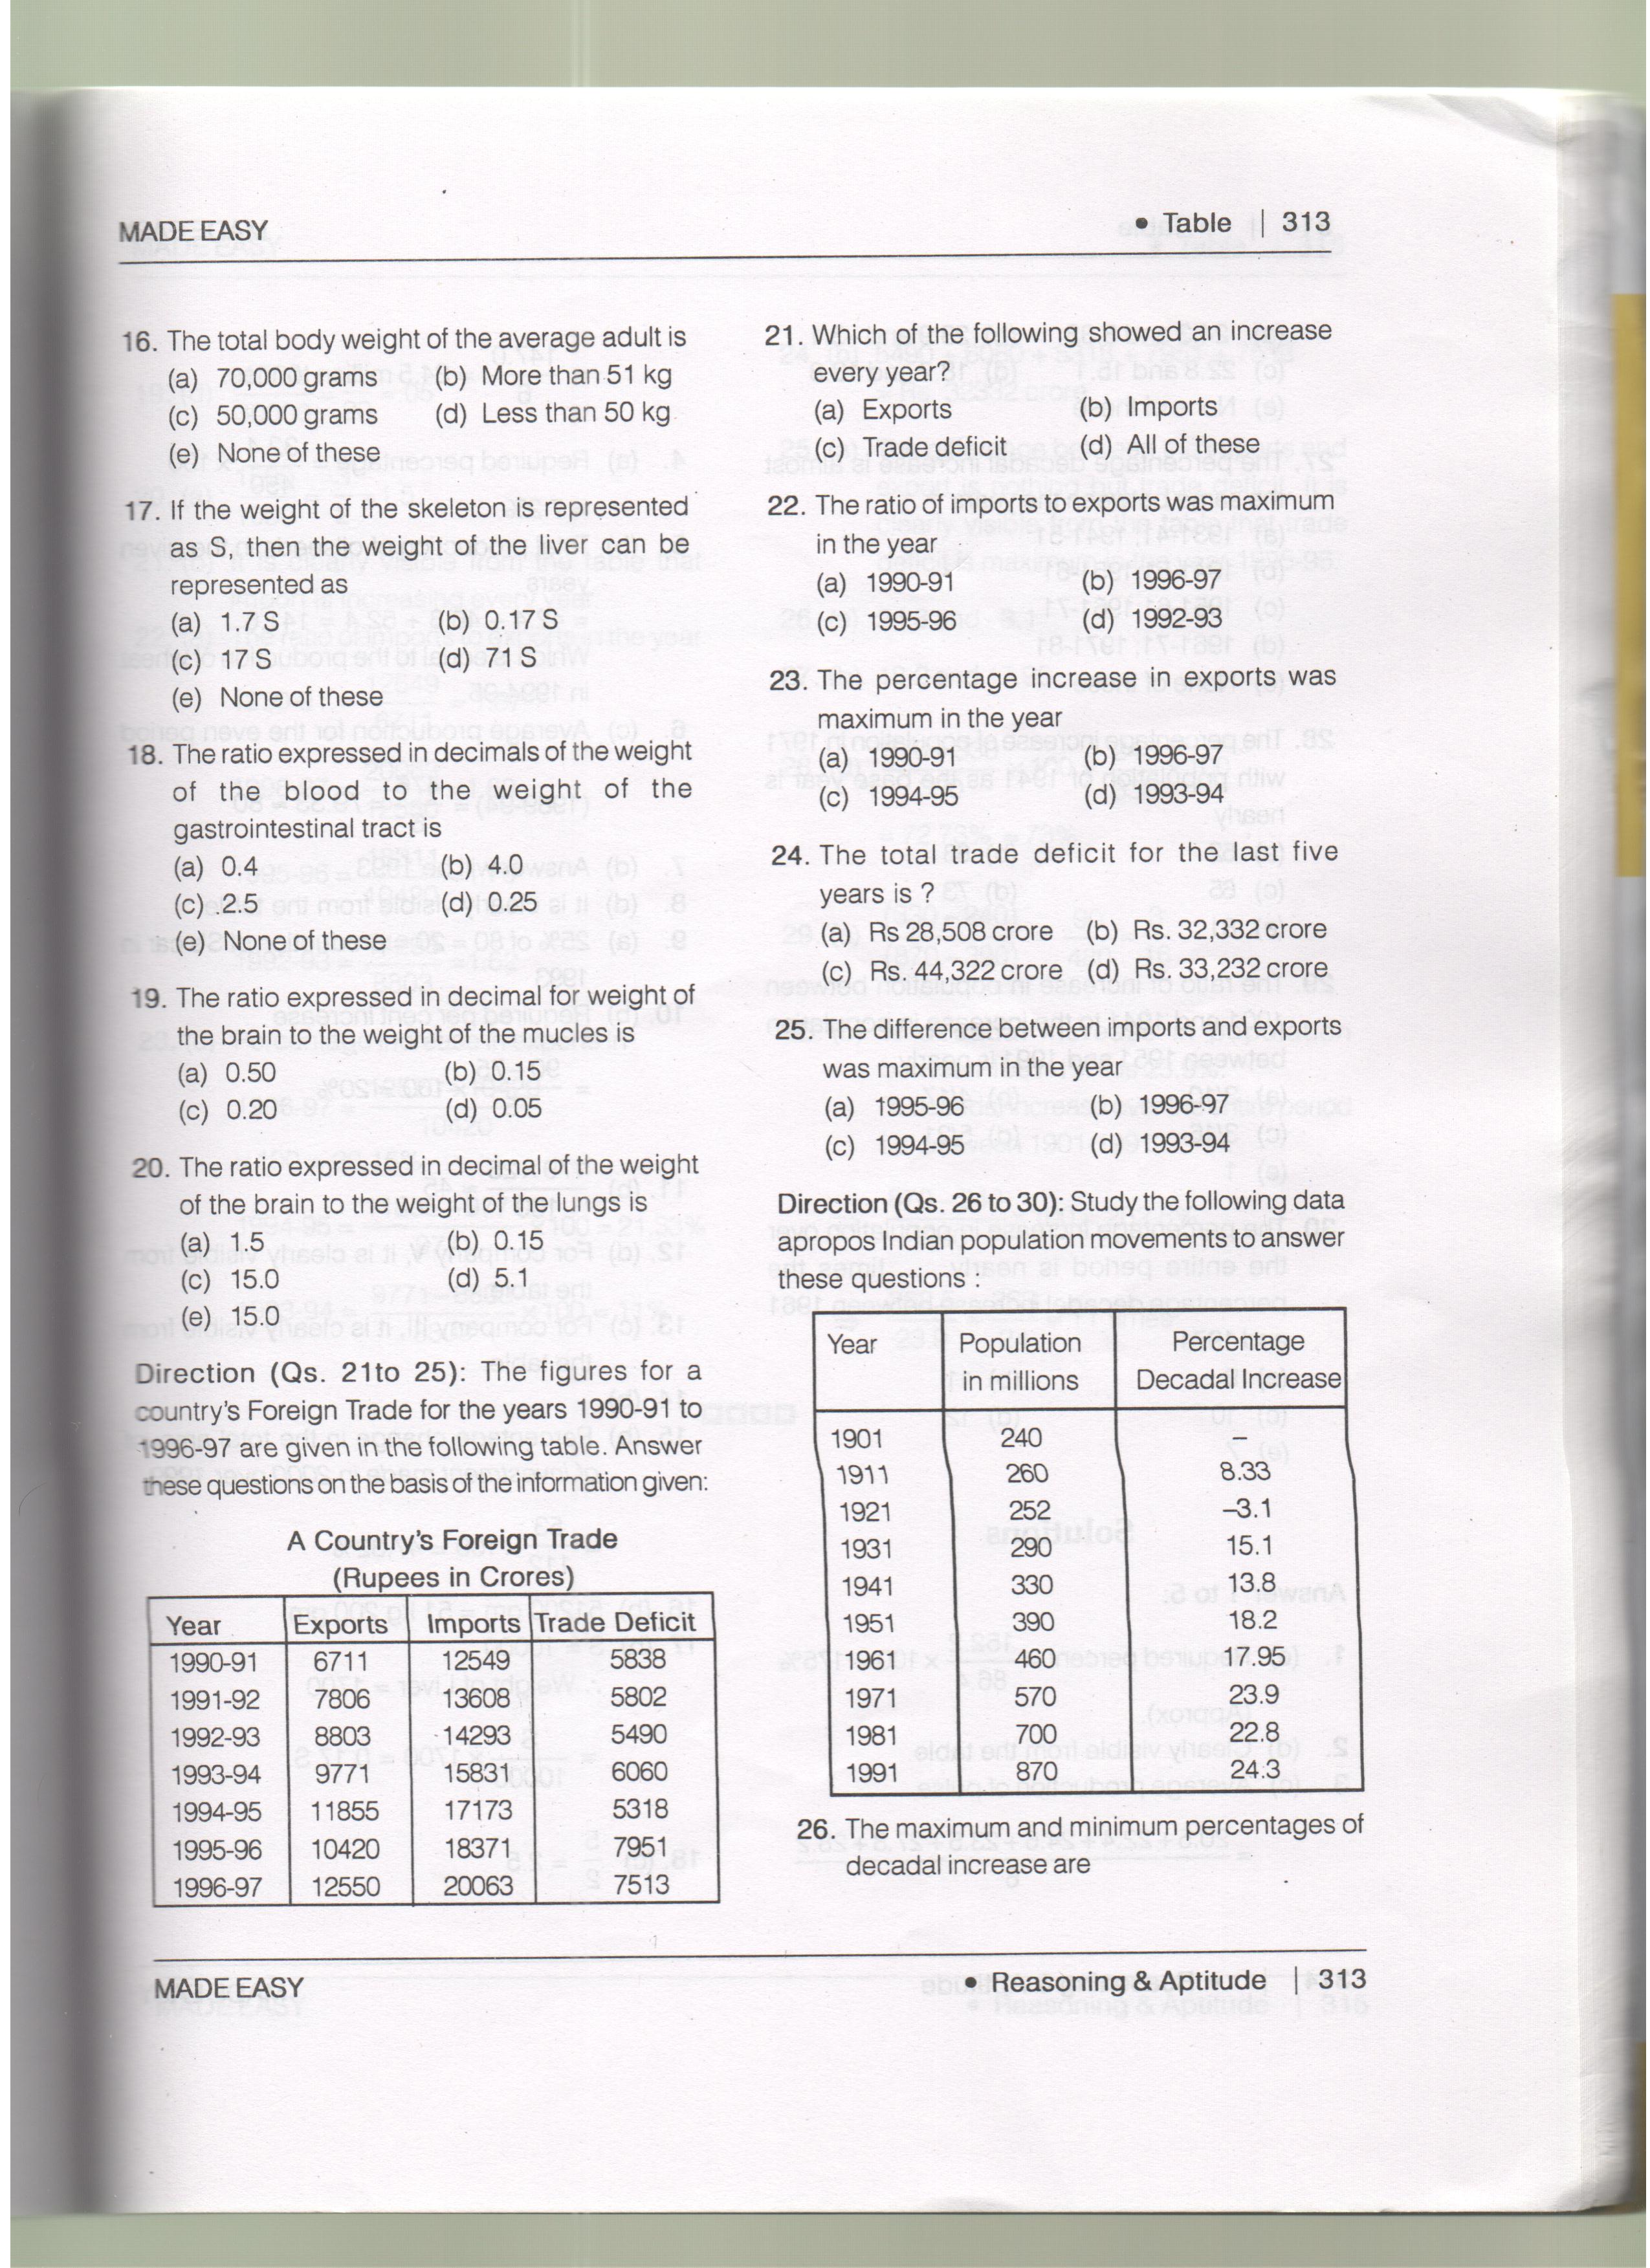 MADE EASY
• Table | 313
16. The total body weight of the average adult is
(a) 70,000 grams (b) More than 51 kg
(c) 50,000 grams (d) Less than 50 kg
(e) None of these
17. If the weight of the skeleton is represented
as S, then the weight of the liver can be
represented as
(a) 1.7 S (b) 0.17 S
(c) 17 S (d) 71 S
(e) None of these
18. The ratio expressed in decimals of the weight
of the blood to the weight of the
gastrointestinal tract is
(a) 0.4 (b) 4.0
(c) 2.5 (d) 0.25
(e) None of these
19. The ratio expressed in decimal for weight of
the brain to the weight of the mucles is
(a) 0.50 (b) 0.15
(c) 0.20 (d) 0.05
20. The ratio expressed in decimal of the weight
of the brain to the weight of the lungs is
(a) 1.5 (b) 0.15
(c) 15.0 (d) 5.1
(e) 15.0
Direction (Qs. 21to 25): The figures for a
country's Foreign Trade for the years 1990-91 to
1996-97 are given in the following table. Answer
these questions on the basis of the information given:
A Country's Foreign Trade
(Rupees in Crores)
Year Exports Imports Trade Deficit
1990-91 6711 12549 5838
1991-92 7806 13608 5802
1992-93 8803 14293 5490
1993-94 9771 15831 6060
1994-95 11855 17173 5318
1995-96 10420 18371 7951
1996-97 12550 20063 7513
21. Which of the following showed an increase
every year?
(a) Exports (b) Imports
(c) Trade deficit (d) All of these
22. The ratio of imports to exports was maximum
in the year
(a) 1990-91 (b) 1996-97
(c) 1995-96 (d) 1992-93
23. The percentage increase in exports was
maximum in the year
(a) 1990-91 (b) 1996-97
(c) 1994-95 (d) 1993-94
24. The total trade deficit for the last five
years is ?
(a) Rs 28,508 crore (b) Rs. 32,332 crore
(c) Rs. 44,322 crore (d) Rs. 33,232 crore
25. The difference between imports and exports
was maximum in the year
(a) 1995-96 (b) 1996-97
(c) 1994-95 (d) 1993-94
Direction (Qs. 26 to 30): Study the following data
apropos Indian population movements to answer
these questions :
Year Population Percentage
in millions Decadal Increase
1901 240 –
1911 260 8.33
1921 252 –3.1
1931 290 15.1
1941 330 13.8
1951 390 18.2
1961 460 17.95
1971 570 23.9
1981 700 22.8
1991 870 24.3
26. The maximum and minimum percentages of
decadal increase are
MADE EASY
• Reasoning & Aptitude | 313